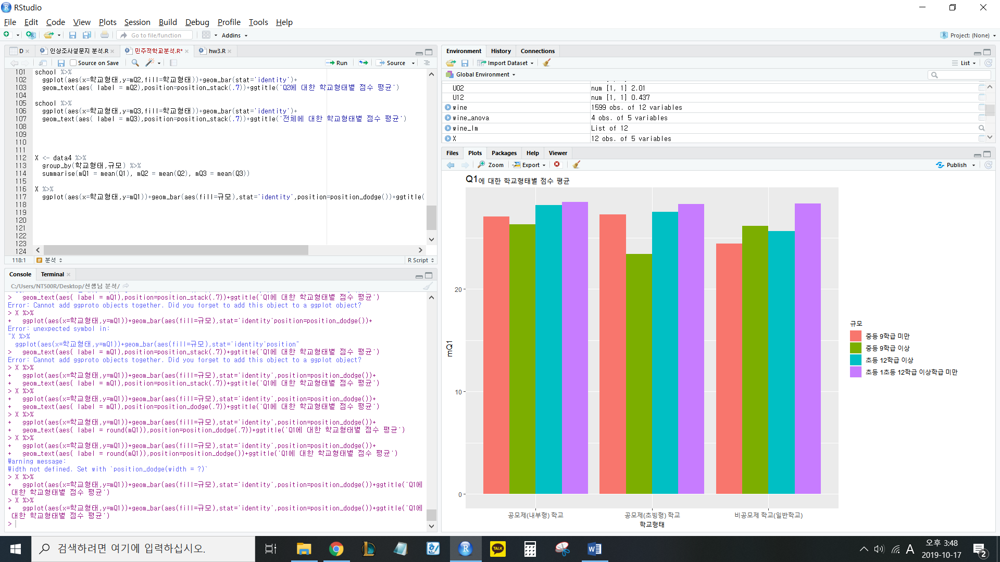 RStudio
File Edit Code View Plots Session Build Debug Profile Tools Help
Go to file/function Addins Project: (None)
D 인상조사설문지 분석.R 민주적학교분석.R* hw3.R
Source on Save Run Source
101 school %>%
102 ggplot(aes(x=학교형태,y=mQ2,fill=학교형태))+geom_bar(stat='identity')+
103 geom_text(aes( label = mQ2),position=position_stack(.7))+ggtitle('Q2에 대한 학교형태별 점수 평균')
104
105 school %>%
106 ggplot(aes(x=학교형태,y=mQ3,fill=학교형태))+geom_bar(stat='identity')+
107 geom_text(aes( label = mQ3),position=position_stack(.7))+ggtitle('전체에 대한 학교형태별 점수 평균')
108
109
110
111
112 X <- data4 %>%
113 group_by(학교형태,규모) %>%
114 summarise(mQ1 = mean(Q1), mQ2 = mean(Q2), mQ3 = mean(Q3))
115
116 X %>%
117 ggplot(aes(x=학교형태,y=mQ1))+geom_bar(aes(fill=규모),stat='identity',position=position_dodge())+ggtitle(
118
119
120
121
122
123
124
118:1 # 분석 R Script
Console Terminal
C:/Users/NT500R/Desktop/선생님 분석/
> geom_text(aes( label = mQ1),position=position_stack(.7))+ggtitle('Q1에 대한 학교형태별 점수 평균')
Error: Cannot add ggproto objects together. Did you forget to add this object to a ggplot object?
> X %>%
+ ggplot(aes(x=학교형태,y=mQ1))+geom_bar(aes(fill=규모),stat='identity'position=position_dodge())+
Error: unexpected symbol in:
"X %>%
ggplot(aes(x=학교형태,y=mQ1))+geom_bar(aes(fill=규모),stat='identity'position"
> geom_text(aes( label = mQ1),position=position_stack(.7))+ggtitle('Q1에 대한 학교형태별 점수 평균')
Error: Cannot add ggproto objects together. Did you forget to add this object to a ggplot object?
> X %>%
+ ggplot(aes(x=학교형태,y=mQ1))+geom_bar(aes(fill=규모),stat='identity',position=position_dodge())+
+ geom_text(aes( label = mQ1),position=position_stack(.7))+ggtitle('Q1에 대한 학교형태별 점수 평균')
> X %>%
+ ggplot(aes(x=학교형태,y=mQ1))+geom_bar(aes(fill=규모),stat='identity',position=position_dodge())+
+ geom_text(aes( label = mQ1),position=position_dodge(.7))+ggtitle('Q1에 대한 학교형태별 점수 평균')
> X %>%
+ ggplot(aes(x=학교형태,y=mQ1))+geom_bar(aes(fill=규모),stat='identity',position=position_dodge())+
+ geom_text(aes( label = round(mQ1)),position=position_dodge(.7))+ggtitle('Q1에 대한 학교형태별 점수 평균')
> X %>%
+ ggplot(aes(x=학교형태,y=mQ1))+geom_bar(aes(fill=규모),stat='identity',position=position_dodge())+
+ geom_text(aes( label = round(mQ1)),position=position_dodge())+ggtitle('Q1에 대한 학교형태별 점수 평균')
Warning message:
Width not defined. Set with `position_dodge(width = ?)`
> X %>%
+ ggplot(aes(x=학교형태,y=mQ1))+geom_bar(aes(fill=규모),stat='identity',position=position_dodge())+ggtitle('Q1에
대한 학교형태별 점수 평균')
> X %>%
+ ggplot(aes(x=학교형태,y=mQ1))+geom_bar(aes(fill=규모),stat='identity',position=position_dodge())+ggtitle('Q1에
대한 학교형태별 점수 평균')
>
Environment History Connections
Import Dataset List
Global Environment
U02 num [1, 1] 2.01
U12 num [1, 1] 0.437
wine 1599 obs. of 12 variables
wine_anova 4 obs. of 5 variables
wine_lm List of 12
X 12 obs. of 5 variables
Files Plots Packages Help Viewer
Zoom Export Publish
Q1에 대한 학교형태별 점수 평균
20
10
0
mQ1
공모제(내부형) 학교 공모제(초빙형) 학교 비공모제 학교(일반학교)
학교형태
규모
중등 9학급 미만
중등 9학급 이상
초등 12학급 이상
초등 1초등 12학급 이상학급 미만
검색하려면 여기에 입력하십시오.
R TALK W A
오후 3:48
2019-10-17
2